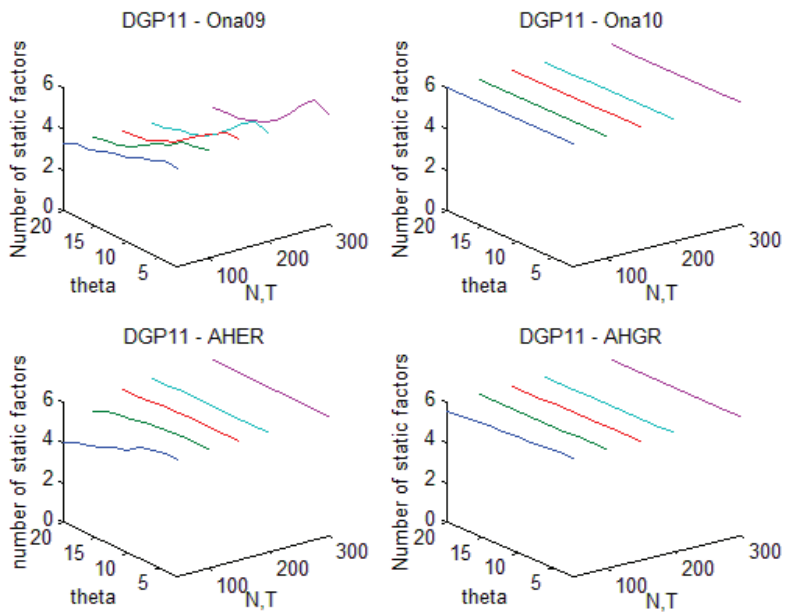 DGP11 - Ona09
Number of static factors
6
4
2
0
20
15
10
5
theta
100
200
300
N,T
DGP11 - Ona10
Number of static factors
6
4
2
0
20
15
10
5
theta
100
200
300
N,T
DGP11 - AHER
number of static factors
6
4
2
0
20
15
10
5
theta
100
200
300
N,T
DGP11 - AHGR
Number of static factors
6
4
2
0
20
15
10
5
theta
100
200
300
N,T